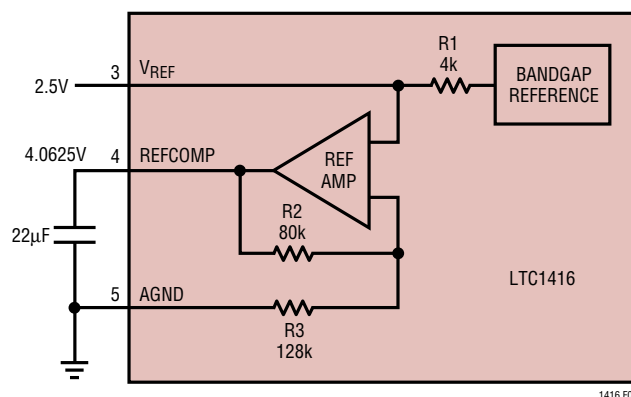 R1
4k
BANDGAP
REFERENCE
3
VREF
2.5V
4.0625V
4
REFCOMP
REF
AMP
R2
80k
22µF
5
AGND
LTC1416
R3
128k